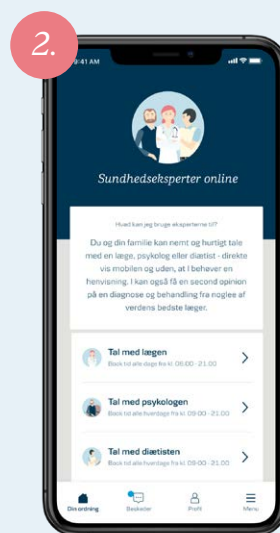 2.
9:41 AM
Sundhedseksperter online
Hvad kan jeg bruge eksperterne til?
Du og din familie kan nemt og hurtigt tale
med en læge, psykolog eller diætist - direkte
via mobilen og uden, at I behøver en
henvisning. I kan også få en second opinion
på en diagnose og behandling fra nogle af
verdens bedste læger.
Tal med lægen
Book tid alle dage fra kl. 06:00 - 21.00
Tal med psykologen
Book tid alle hverdage fra kl. 09:00 - 21.00
Tal med diætisten
Book tid alle hverdage fra kl. 09:00 - 21.00
Din ordning
Beskeder
Profil
Menu